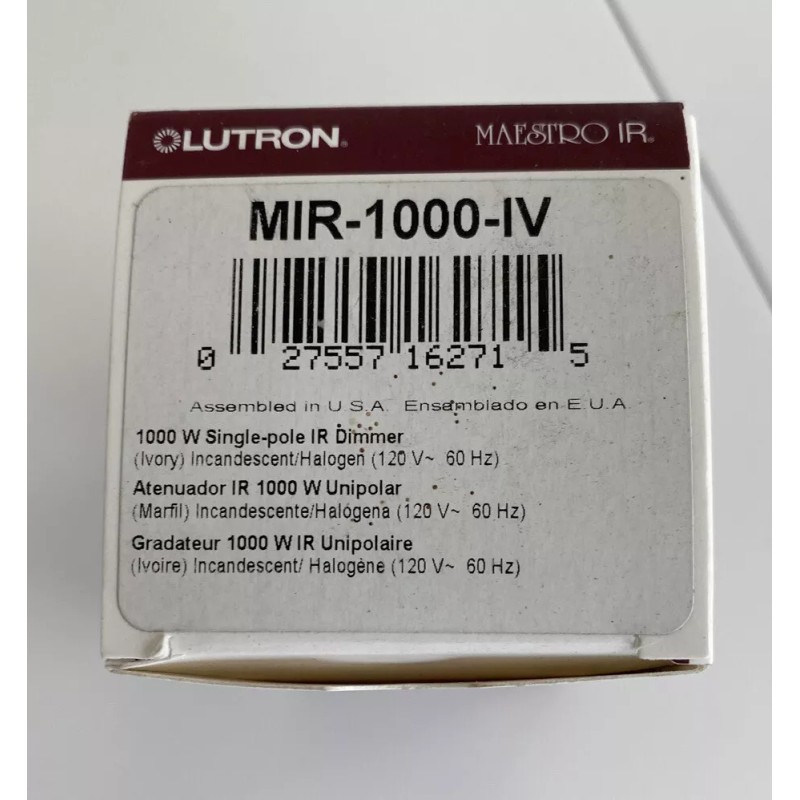 LUTRON® MAESTRO IR®
MIR-1000-IV
0 27557 16271 5
Assembled in U.S.A. Ensamblado en E.U.A.
1000 W Single-pole IR Dimmer
(Ivory) Incandescent/Halogen (120 V~ 60 Hz)
Atenuador IR 1000 W Unipolar
(Marfil) Incandescente/Halógena (120 V~ 60 Hz)
Gradateur 1000 W IR Unipolaire
(Ivoire) Incandescent/ Halogène (120 V~ 60 Hz)